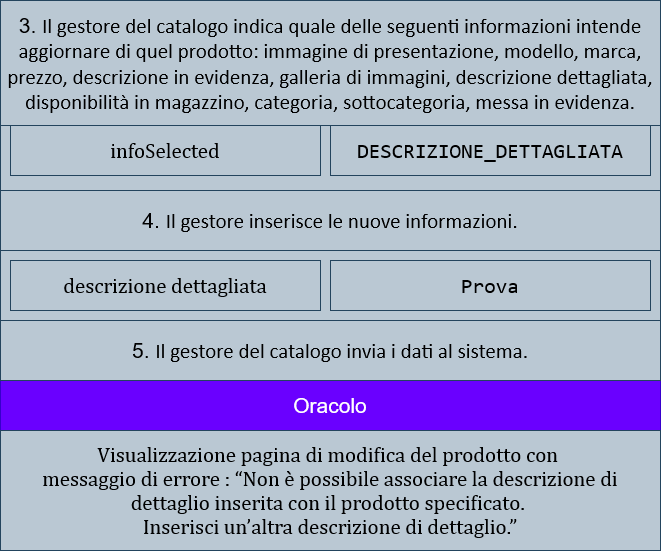 3. Il gestore del catalogo indica quale delle seguenti informazioni intende
aggiornare di quel prodotto: immagine di presentazione, modello, marca,
prezzo, descrizione in evidenza, galleria di immagini, descrizione dettagliata,
disponibilità in magazzino, categoria, sottocategoria, messa in evidenza.
infoSelected
DESCRIZIONE_DETTAGLIATA
4. Il gestore inserisce le nuove informazioni.
descrizione dettagliata
Prova
5. Il gestore del catalogo invia i dati al sistema.
Oracolo
Visualizzazione pagina di modifica del prodotto con
messaggio di errore : “Non è possibile associare la descrizione di
dettaglio inserita con il prodotto specificato.
Inserisci un’altra descrizione di dettaglio.”